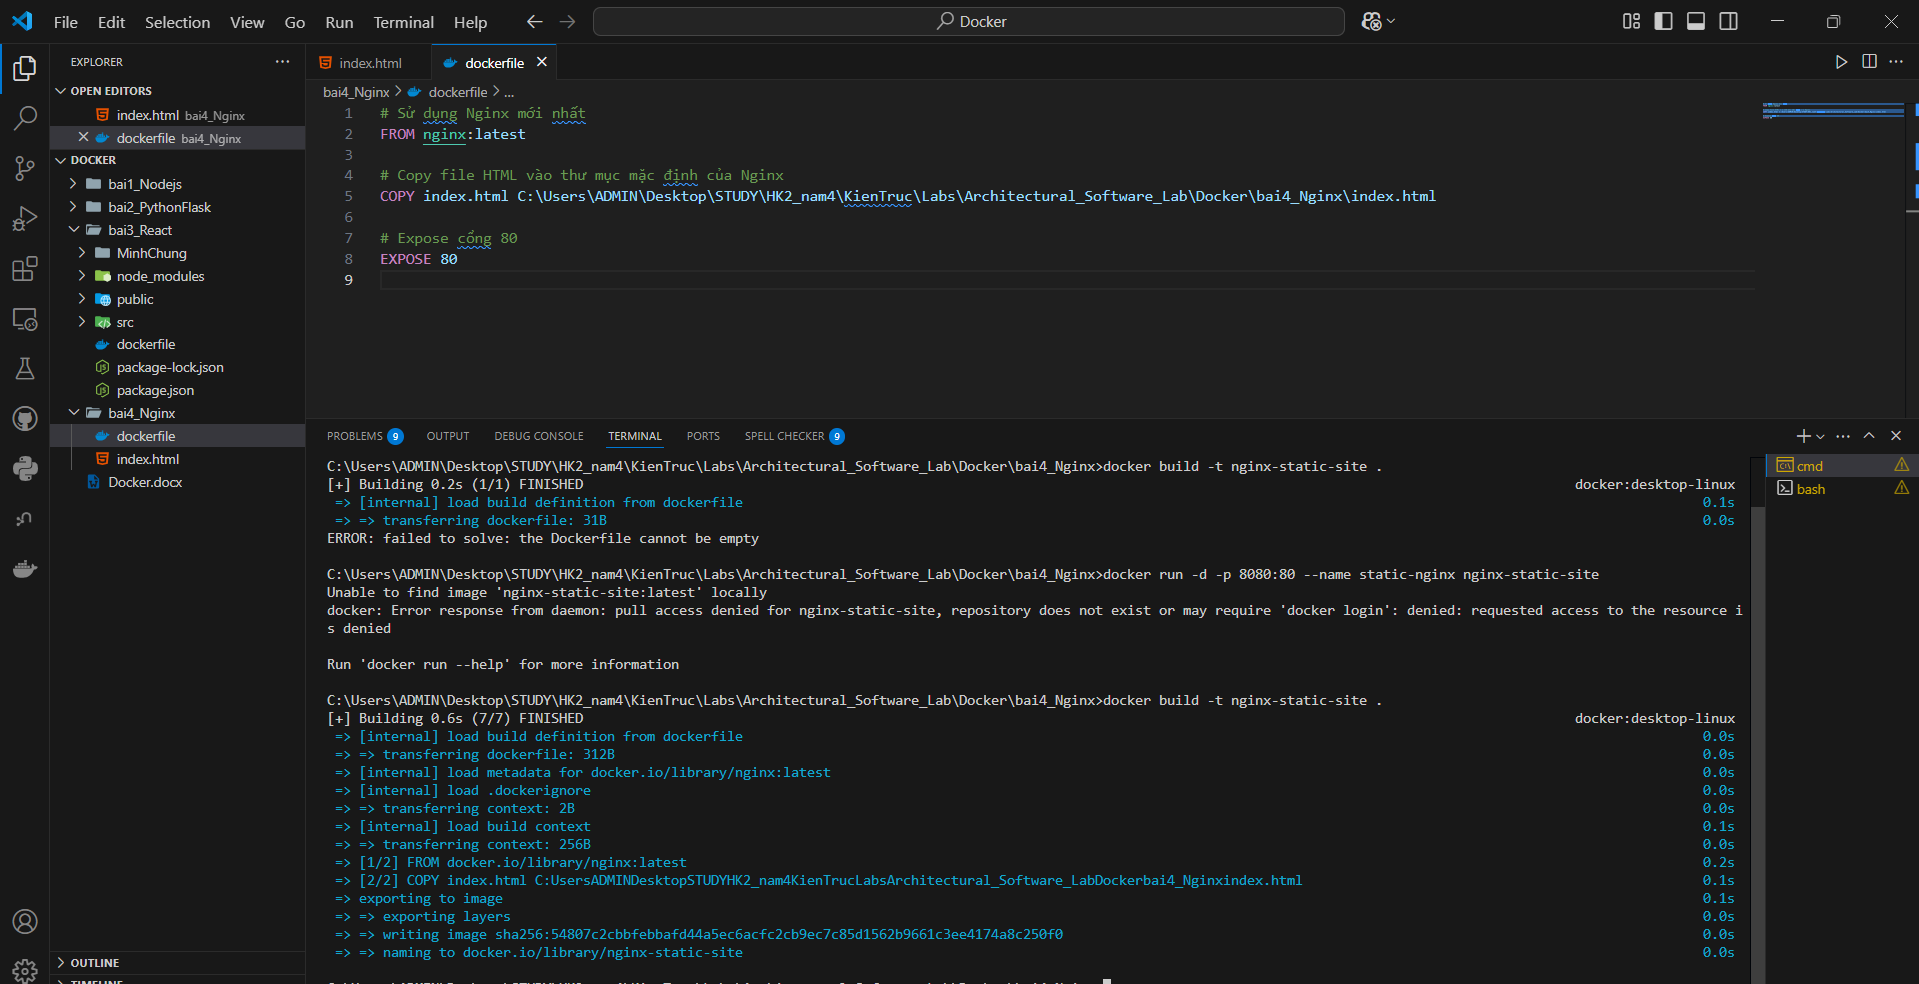 File Edit Selection View Go Run Terminal Help
Docker
EXPLORER
OPEN EDITORS
index.html bai4_Nginx
dockerfile bai4_Nginx
DOCKER
bai1_Nodejs
bai2_PythonFlask
bai3_React
MinhChung
node_modules
public
src
dockerfile
package-lock.json
package.json
bai4_Nginx
dockerfile
index.html
Docker.docx
OUTLINE
TIMELINE
index.html
dockerfile
bai4_Nginx > dockerfile > ...
1 # Sử dụng Nginx mới nhất
2 FROM nginx:latest
3
4 # Copy file HTML vào thư mục mặc định của Nginx
5 COPY index.html C:\Users\ADMIN\Desktop\STUDY\HK2_nam4\KienTruc\Labs\Architectural_Software_Lab\Docker\bai4_Nginx\index.html
6
7 # Expose cổng 80
8 EXPOSE 80
9
PROBLEMS 9 OUTPUT DEBUG CONSOLE TERMINAL PORTS SPELL CHECKER 9
C:\Users\ADMIN\Desktop\STUDY\HK2_nam4\KienTruc\Labs\Architectural_Software_Lab\Docker\bai4_Nginx>docker build -t nginx-static-site .
[+] Building 0.2s (1/1) FINISHED docker:desktop-linux
=> [internal] load build definition from dockerfile 0.1s
=> => transferring dockerfile: 31B 0.0s
ERROR: failed to solve: the Dockerfile cannot be empty
C:\Users\ADMIN\Desktop\STUDY\HK2_nam4\KienTruc\Labs\Architectural_Software_Lab\Docker\bai4_Nginx>docker run -d -p 8080:80 --name static-nginx nginx-static-site
Unable to find image 'nginx-static-site:latest' locally
docker: Error response from daemon: pull access denied for nginx-static-site, repository does not exist or may require 'docker login': denied: requested access to the resource i
s denied
Run 'docker run --help' for more information
C:\Users\ADMIN\Desktop\STUDY\HK2_nam4\KienTruc\Labs\Architectural_Software_Lab\Docker\bai4_Nginx>docker build -t nginx-static-site .
[+] Building 0.6s (7/7) FINISHED docker:desktop-linux
=> [internal] load build definition from dockerfile 0.0s
=> => transferring dockerfile: 312B 0.0s
=> [internal] load metadata for docker.io/library/nginx:latest 0.0s
=> [internal] load .dockerignore 0.0s
=> => transferring context: 2B 0.0s
=> [internal] load build context 0.1s
=> => transferring context: 256B 0.0s
=> [1/2] FROM docker.io/library/nginx:latest 0.2s
=> [2/2] COPY index.html C:UsersADMINDesktopSTUDYHK2_nam4KienTrucLabsArchitectural_Software_LabDockerbai4_Nginxindex.html 0.1s
=> exporting to image 0.1s
=> => exporting layers 0.0s
=> => writing image sha256:54807c2cbbfebbafd44a5ec6acfc2cb9ec7c85d1562b9661c3ee4174a8c250f0 0.0s
=> => naming to docker.io/library/nginx-static-site 0.0s
cmd
bash